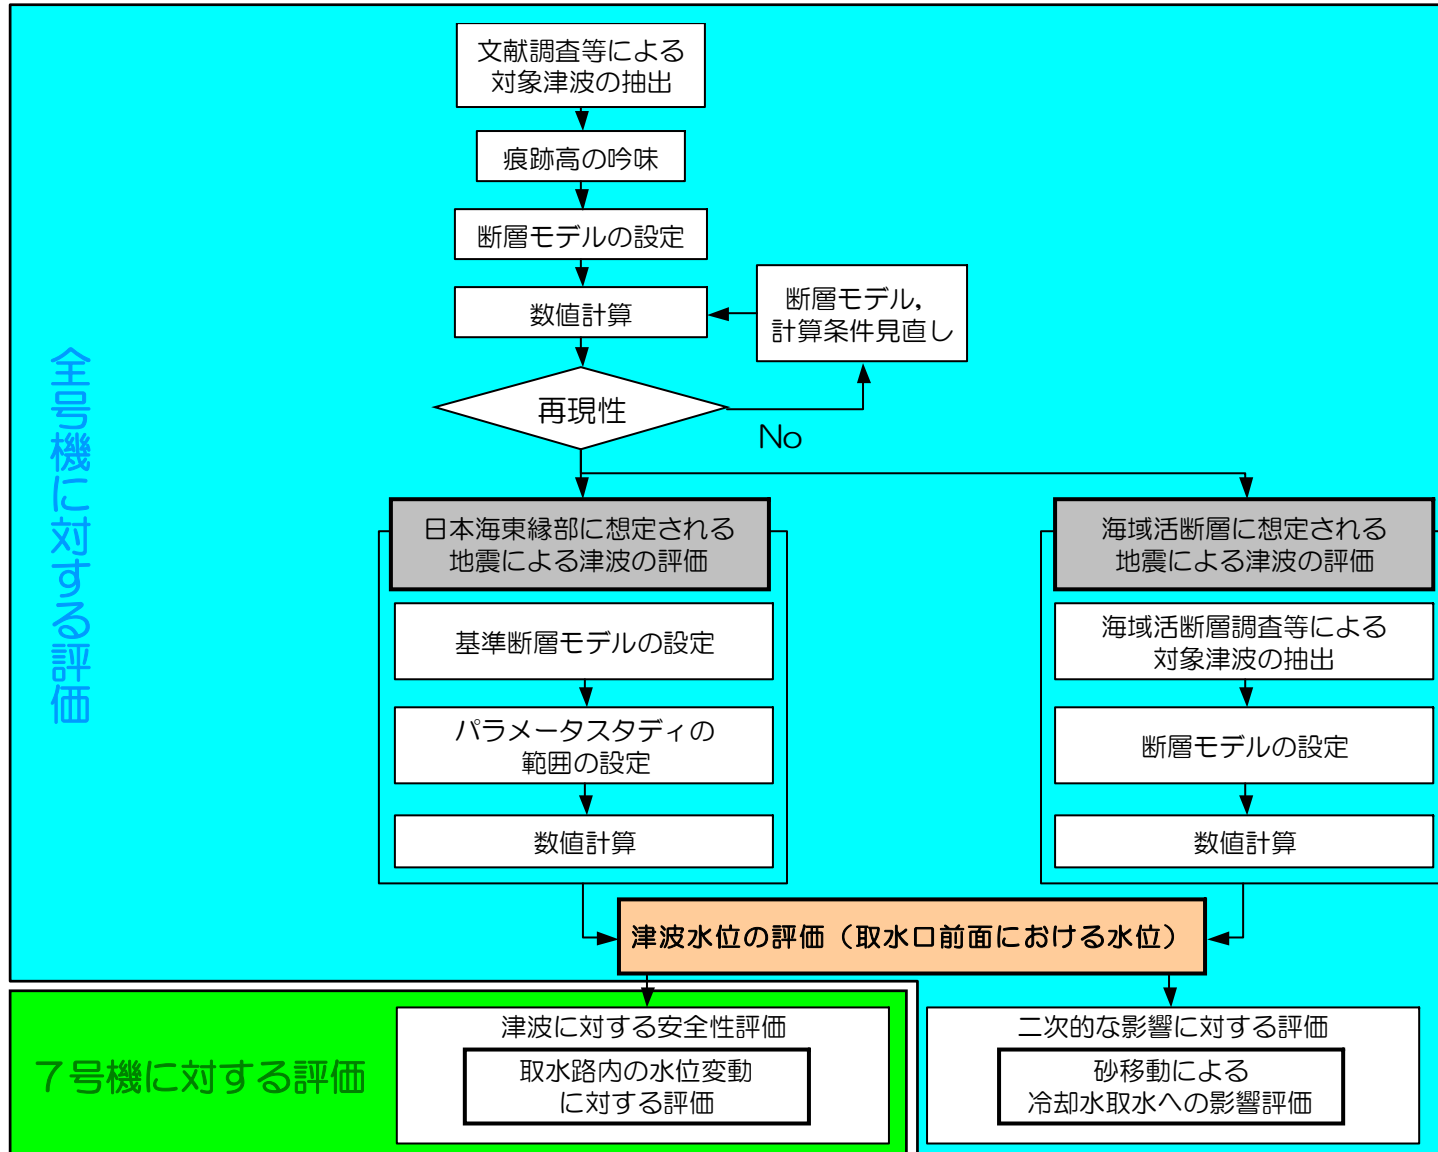 文献調査等による
対象津波の抽出
痕跡高の吟味
断層モデルの設定
数値計算
断層モデル,
計算条件見直し
再現性
No
全号機に対する評価
日本海東縁部に想定される
地震による津波の評価
基準断層モデルの設定
パラメータスタディの
範囲の設定
数値計算
海域活断層に想定される
地震による津波の評価
海域活断層調査等による
対象津波の抽出
断層モデルの設定
数値計算
津波水位の評価（取水口前面における水位）
7号機に対する評価
津波に対する安全性評価
取水路内の水位変動
に対する評価
二次的な影響に対する評価
砂移動による
冷却水取水への影響評価